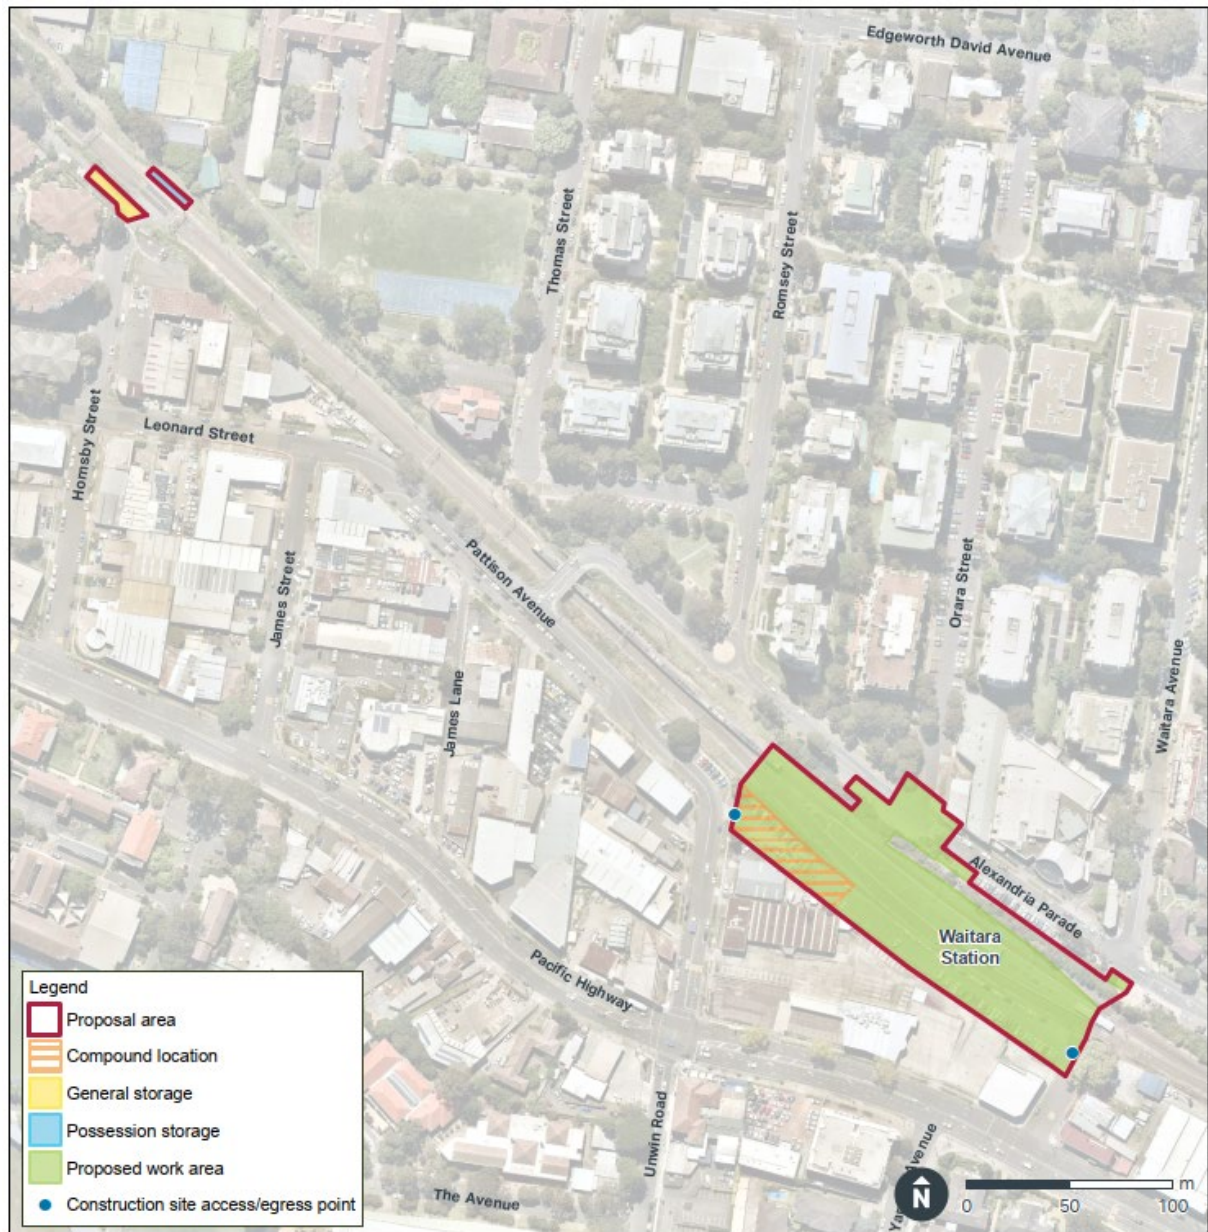 Edgeworth David Avenue
Thomas Street
Romsey Street
Hornsby Street
Leonard Street
James Street
Pattison Avenue
James Lane
Orara Street
Waitara Avenue
Alexandria Parade
Waitara
Station
Pacific Highway
Unwin Road
The Avenue
Avenue
Legend
Proposal area
Compound location
General storage
Possession storage
Proposed work area
Construction site access/egress point
N
m
0 50 100